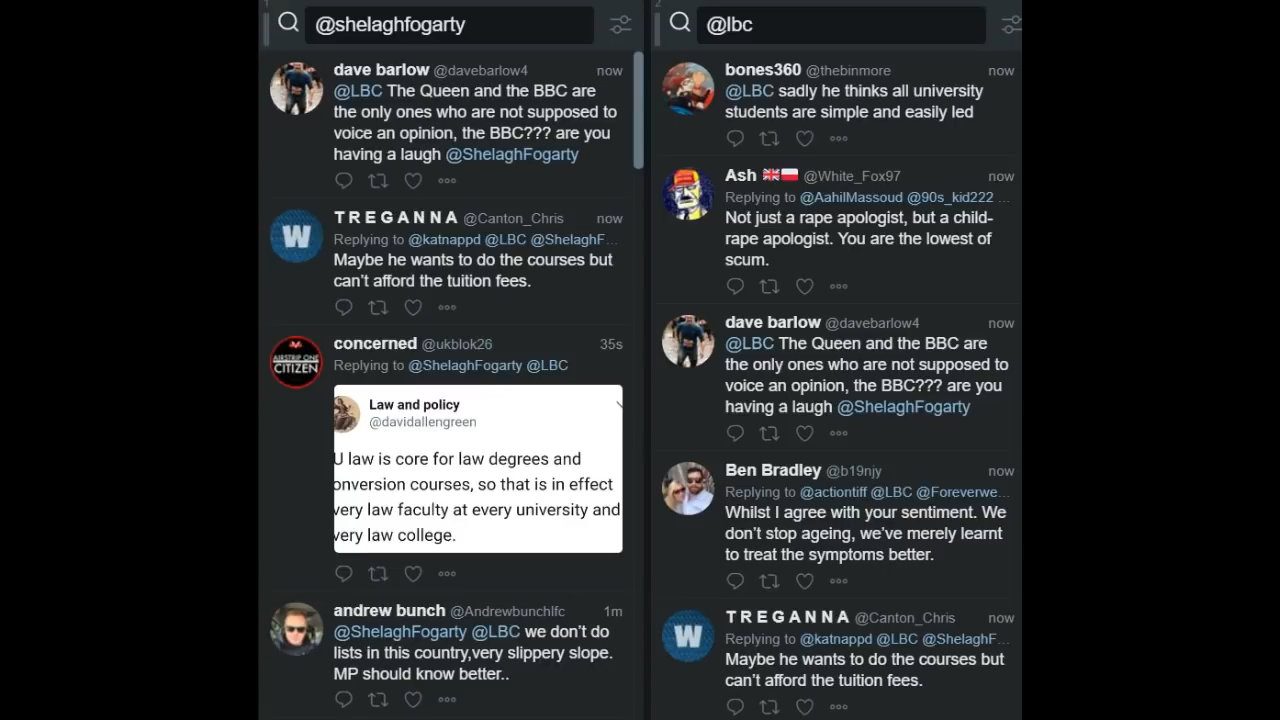 1
@shelaghfogarty
dave barlow @davebarlow4 now
@LBC The Queen and the BBC are
the only ones who are not supposed to
voice an opinion, the BBC??? are you
having a laugh @ShelaghFogarty
W
T R E G A N N A @Canton_Chris now
Replying to @katnappd @LBC @ShelaghF...
Maybe he wants to do the courses but
can't afford the tuition fees.
AIRSTRIP ONE
CITIZEN
concerned @ukblok26 35s
Replying to @ShelaghFogarty @LBC
Law and policy
@davidallengreen
U law is core for law degrees and
onversion courses, so that is in effect
very law faculty at every university and
very law college.
andrew bunch @Andrewbunchlfc 1m
@ShelaghFogarty @LBC we don't do
lists in this country,very slippery slope.
MP should know better..
2
@lbc
bones360 @thebinmore now
@LBC sadly he thinks all university
students are simple and easily led
Ash 🇬🇧🇵🇱 @White_Fox97 now
Replying to @AahilMassoud @90s_kid222 ...
Not just a rape apologist, but a child-
rape apologist. You are the lowest of
scum.
dave barlow @davebarlow4 now
@LBC The Queen and the BBC are
the only ones who are not supposed to
voice an opinion, the BBC??? are you
having a laugh @ShelaghFogarty
Ben Bradley @b19njy now
Replying to @actiontiff @LBC @Foreverwe...
Whilst I agree with your sentiment. We
don't stop ageing, we've merely learnt
to treat the symptoms better.
W
T R E G A N N A @Canton_Chris now
Replying to @katnappd @LBC @ShelaghF...
Maybe he wants to do the courses but
can't afford the tuition fees.